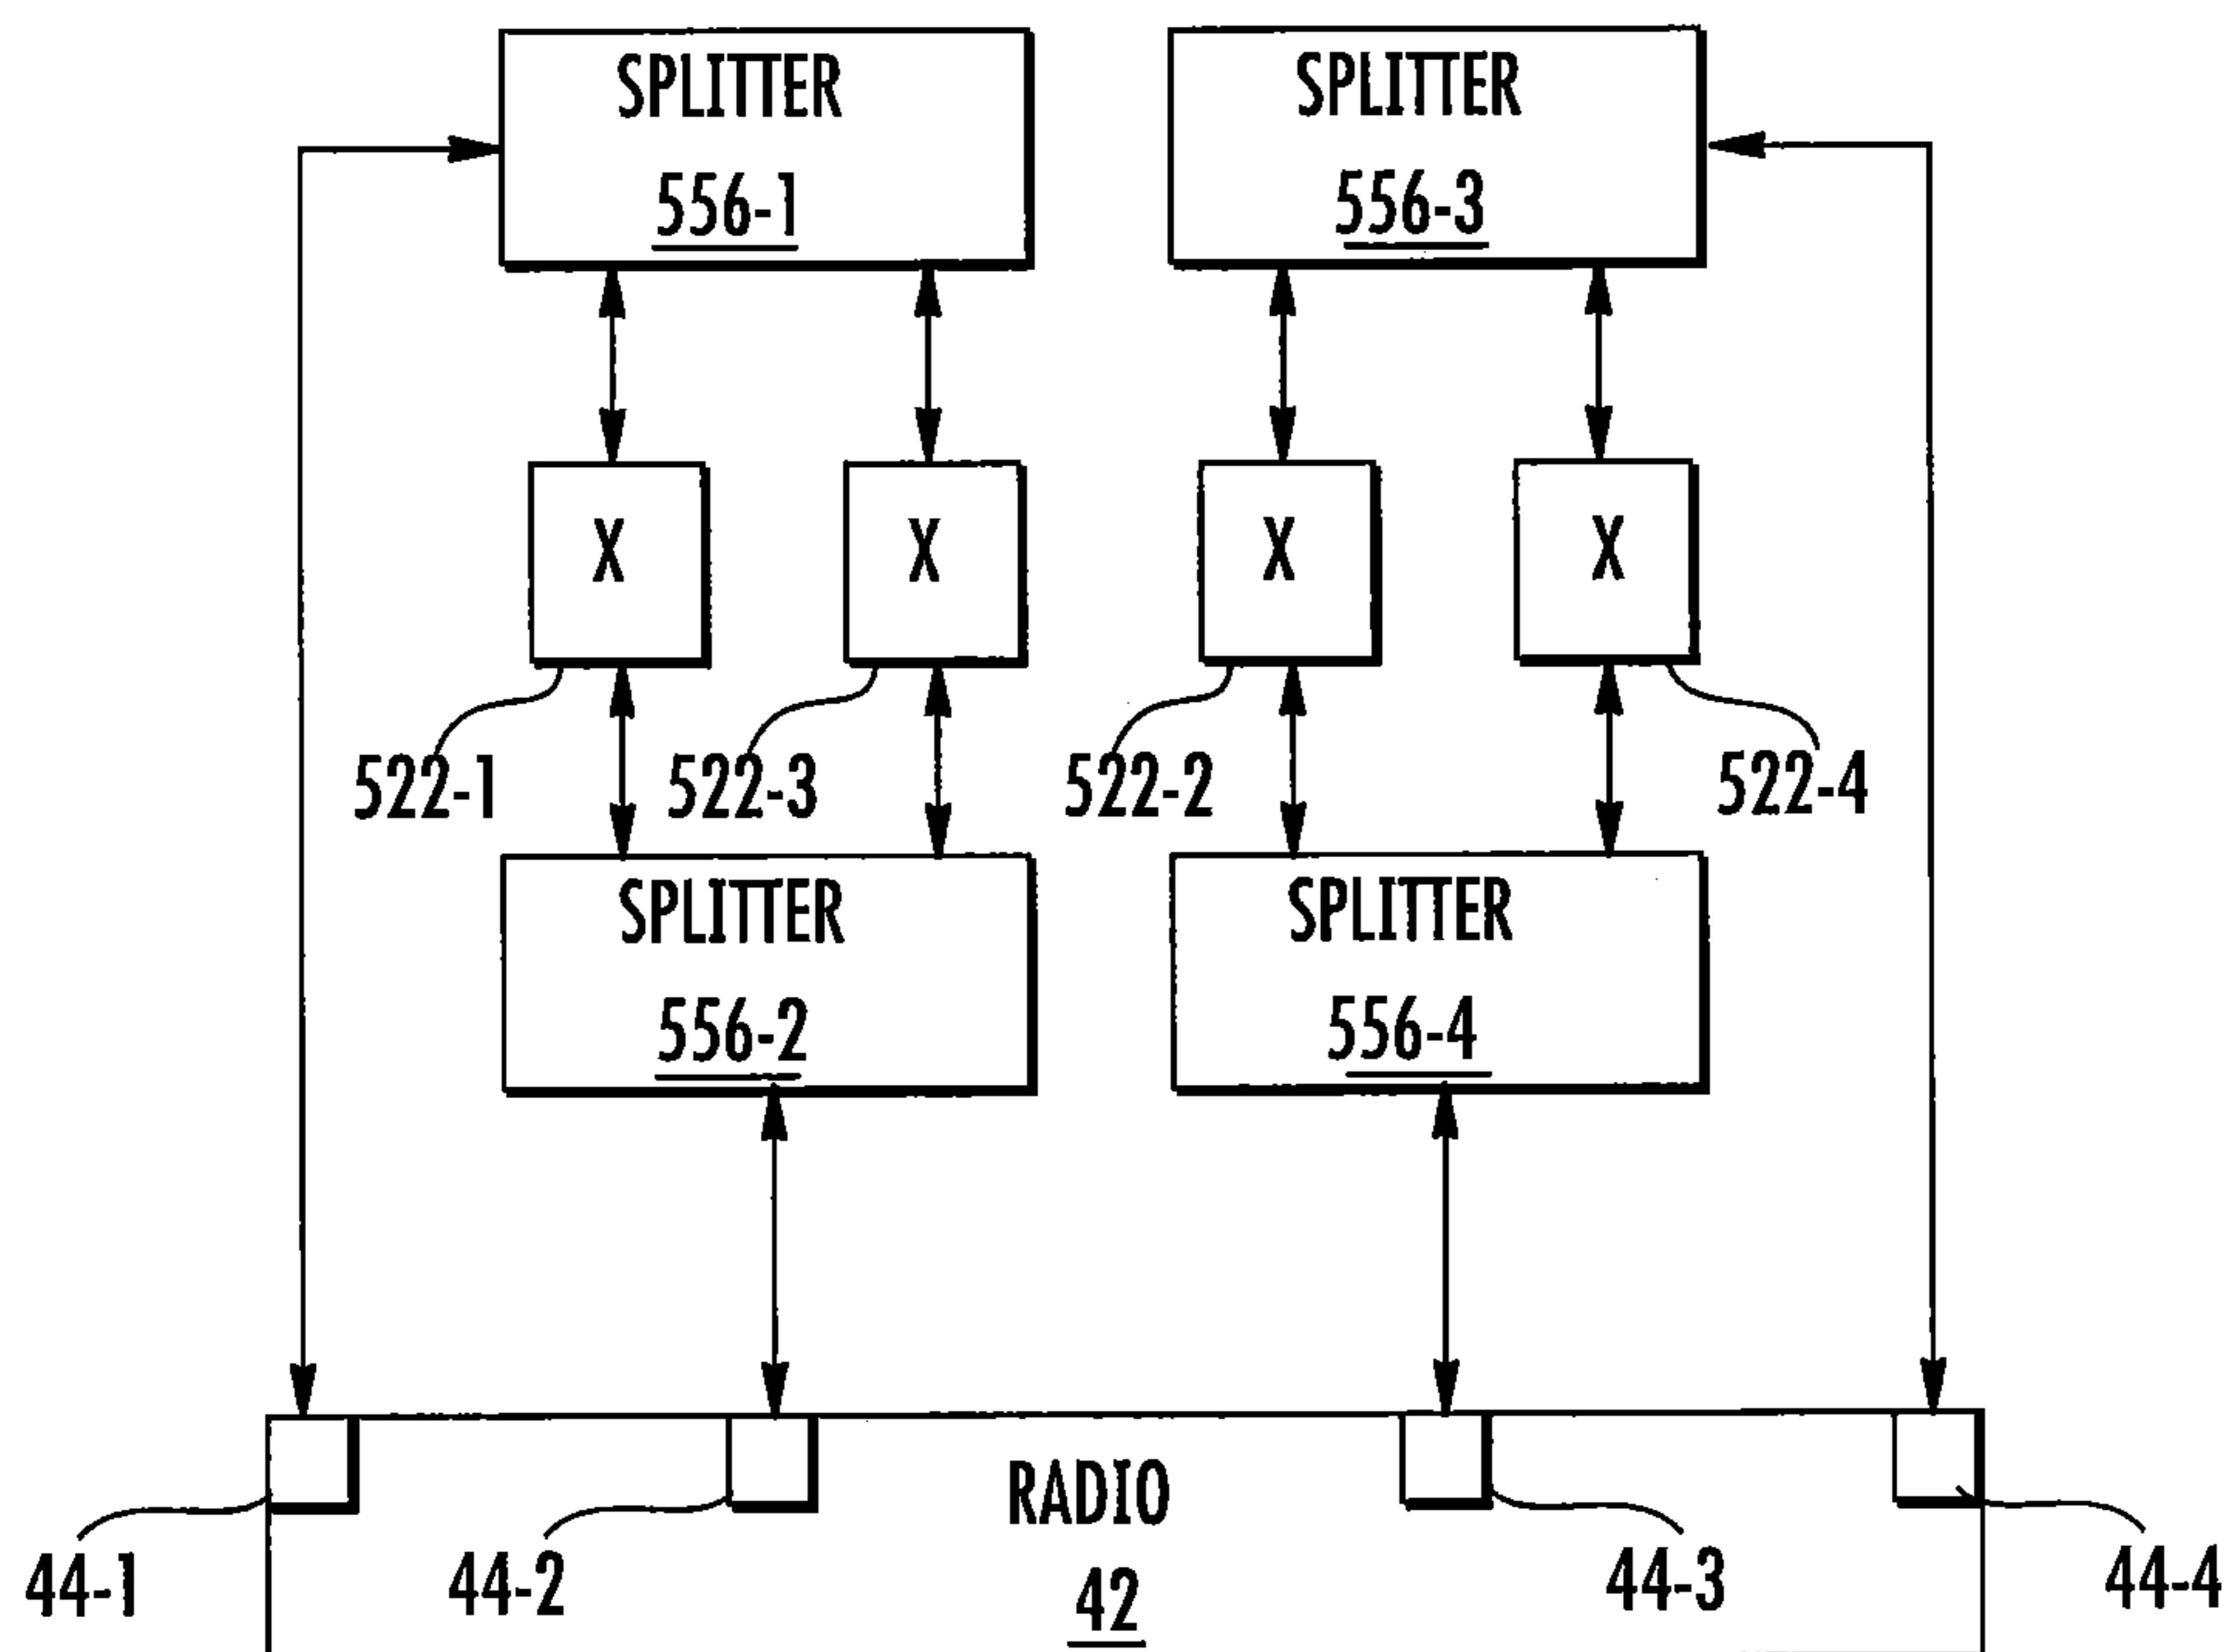 SPLITTER
556-1
SPLITTER
556-3
X
X
X
X
522-1
522-3
522-2
522-4
SPLITTER
556-2
SPLITTER
556-4
RADIO
42
44-1
44-2
44-3
44-4